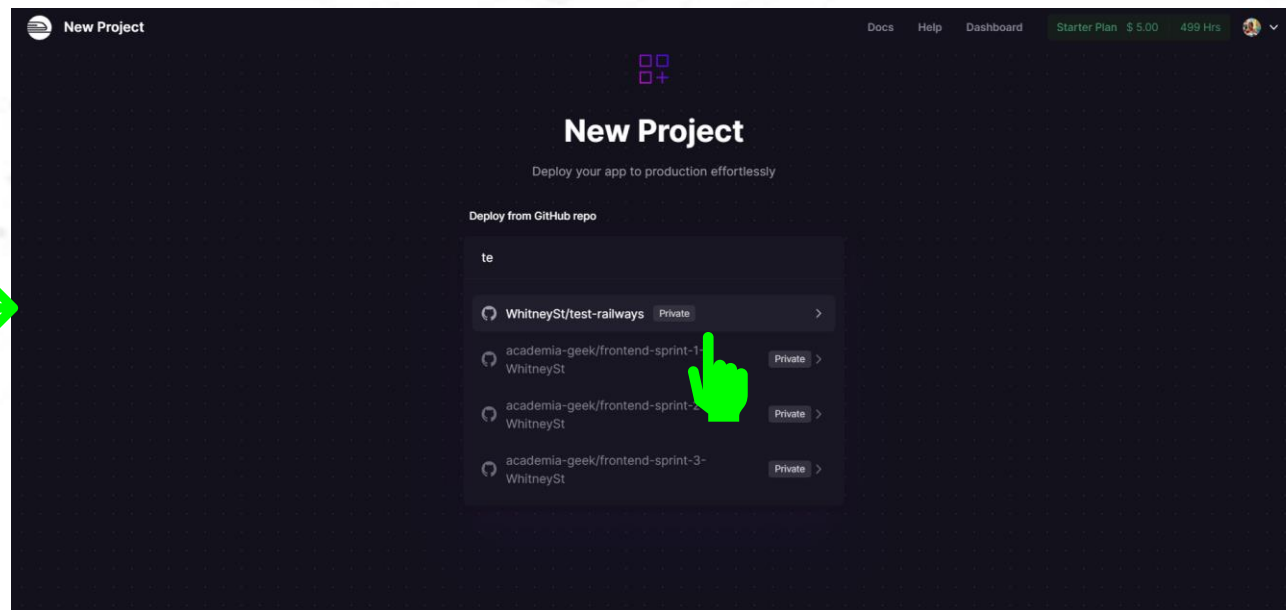 New Project
Docs Help Dashboard Starter Plan $ 5.00 499 Hrs
New Project
Deploy your app to production effortlessly
Deploy from GitHub repo
te
WhitneySt/test-railways Private
academia-geek/frontend-sprint-1-
WhitneySt
Private
academia-geek/frontend-sprint-2
WhitneySt
Private
academia-geek/frontend-sprint-3-
WhitneySt
Private